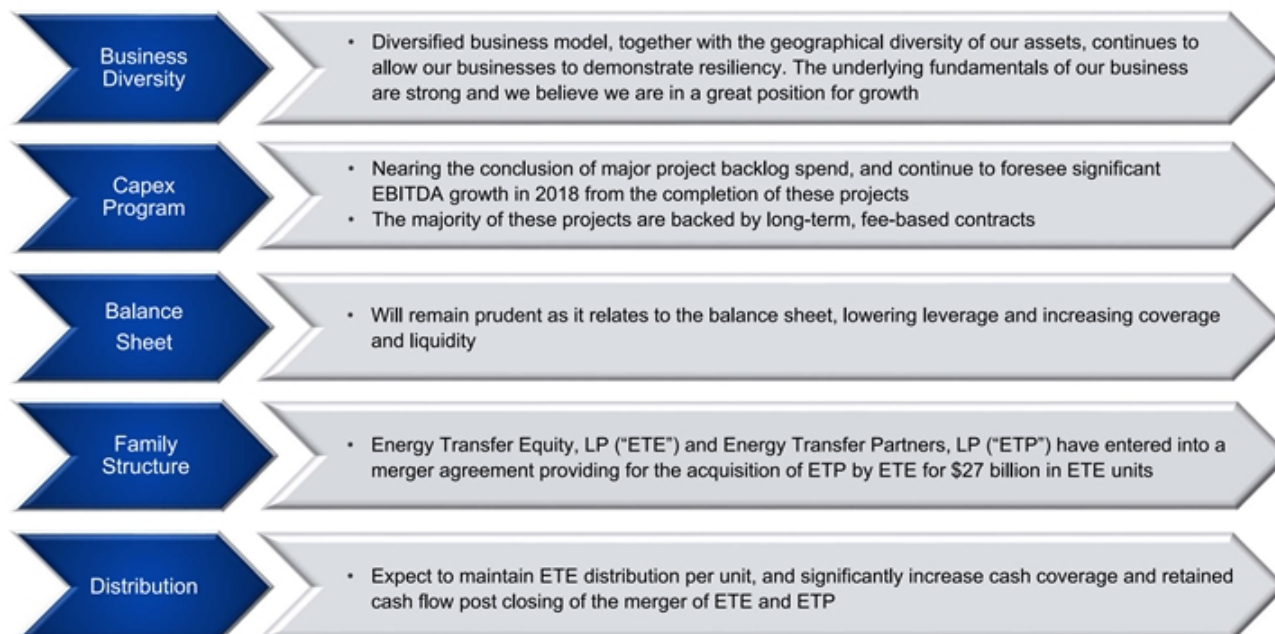 Business
Diversity
• Diversified business model, together with the geographical diversity of our assets, continues to
allow our businesses to demonstrate resiliency. The underlying fundamentals of our business
are strong and we believe we are in a great position for growth
Capex
Program
• Nearing the conclusion of major project backlog spend, and continue to foresee significant
EBITDA growth in 2018 from the completion of these projects
• The majority of these projects are backed by long-term, fee-based contracts
Balance
Sheet
• Will remain prudent as it relates to the balance sheet, lowering leverage and increasing coverage
and liquidity
Family
Structure
• Energy Transfer Equity, LP (“ETE”) and Energy Transfer Partners, LP (“ETP”) have entered into a
merger agreement providing for the acquisition of ETP by ETE for $27 billion in ETE units
Distribution
• Expect to maintain ETE distribution per unit, and significantly increase cash coverage and retained
cash flow post closing of the merger of ETE and ETP